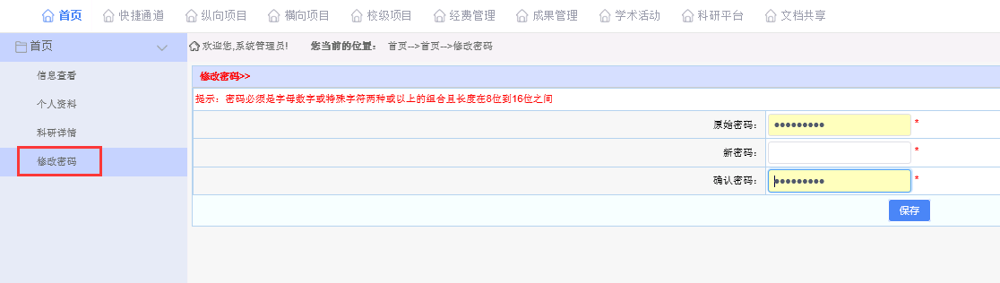 首页 快捷通道 纵向项目 横向项目 校级项目 经费管理 成果管理 学术活动 科研平台 文档共享
首页
信息查看
个人资料
科研详情
修改密码
欢迎您,系统管理员! 您当前的位置: 首页-->首页-->修改密码
修改密码>>
提示：密码必须是字母数字或特殊字符两种或以上的组合且长度在8位到16位之间
原始密码： ●●●●●●●●● *
新密码： *
确认密码： ●●●●●●●●● *
保存